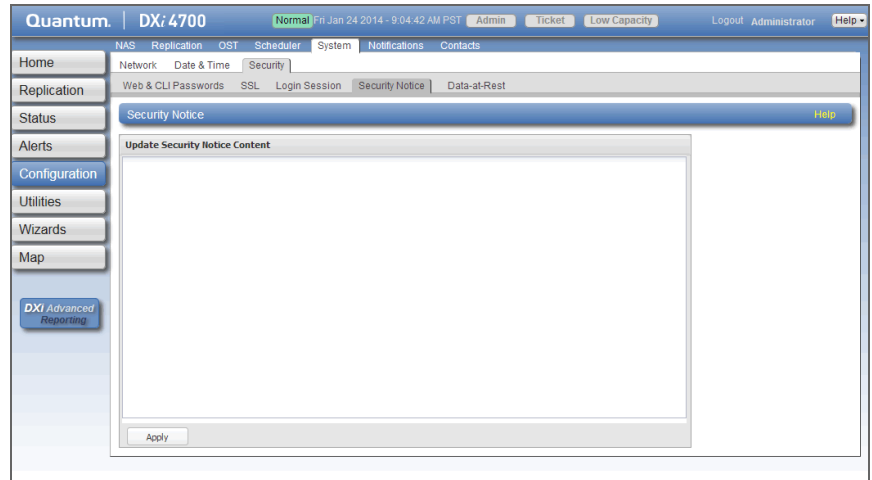 Quantum. DXi 4700 Normal Fri Jan 24 2014 - 9:04:42 AM PST Admin Ticket Low Capacity Logout Administrator Help
NAS Replication OST Scheduler System Notifications Contacts
Network Date & Time Security
Web & CLI Passwords SSL Login Session Security Notice Data-at-Rest
Home
Replication
Status
Alerts
Configuration
Utilities
Wizards
Map
DXi Advanced
Reporting
Security Notice Help
Update Security Notice Content
Apply